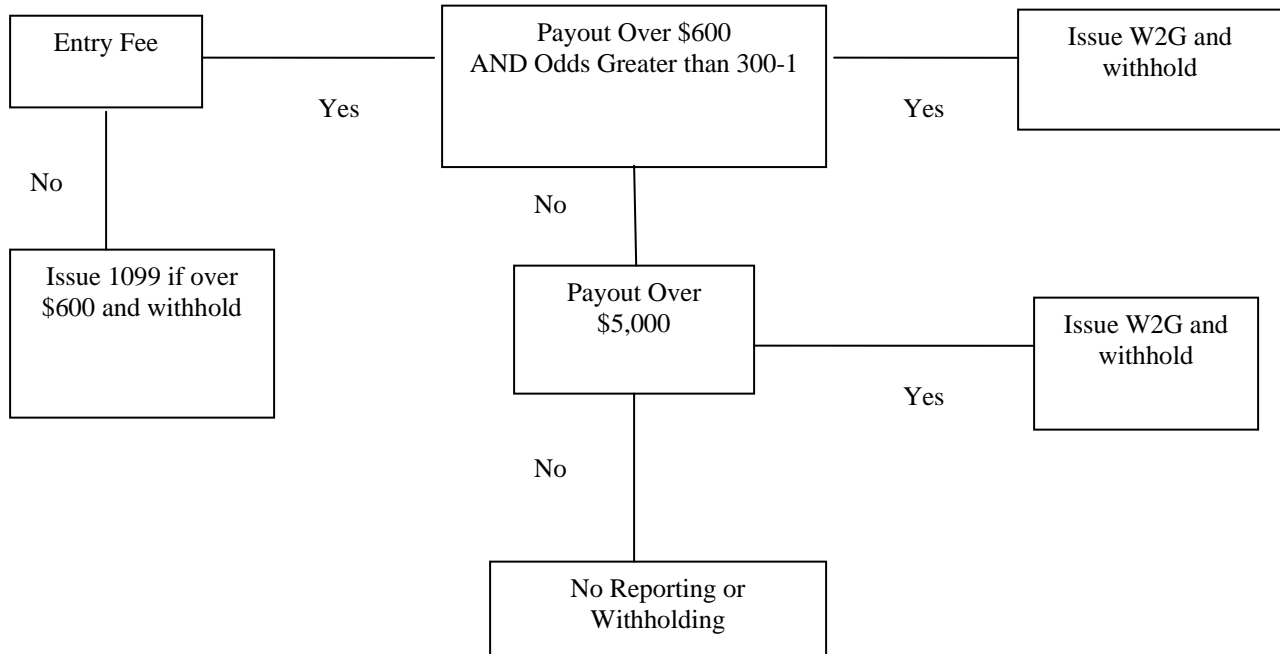 Entry Fee
Payout Over $600
AND Odds Greater than 300-1
Issue W2G and
withhold
Yes
Yes
No
No
Issue 1099 if over
$600 and withhold
Payout Over
$5,000
Issue W2G and
withhold
Yes
No
No Reporting or
Withholding